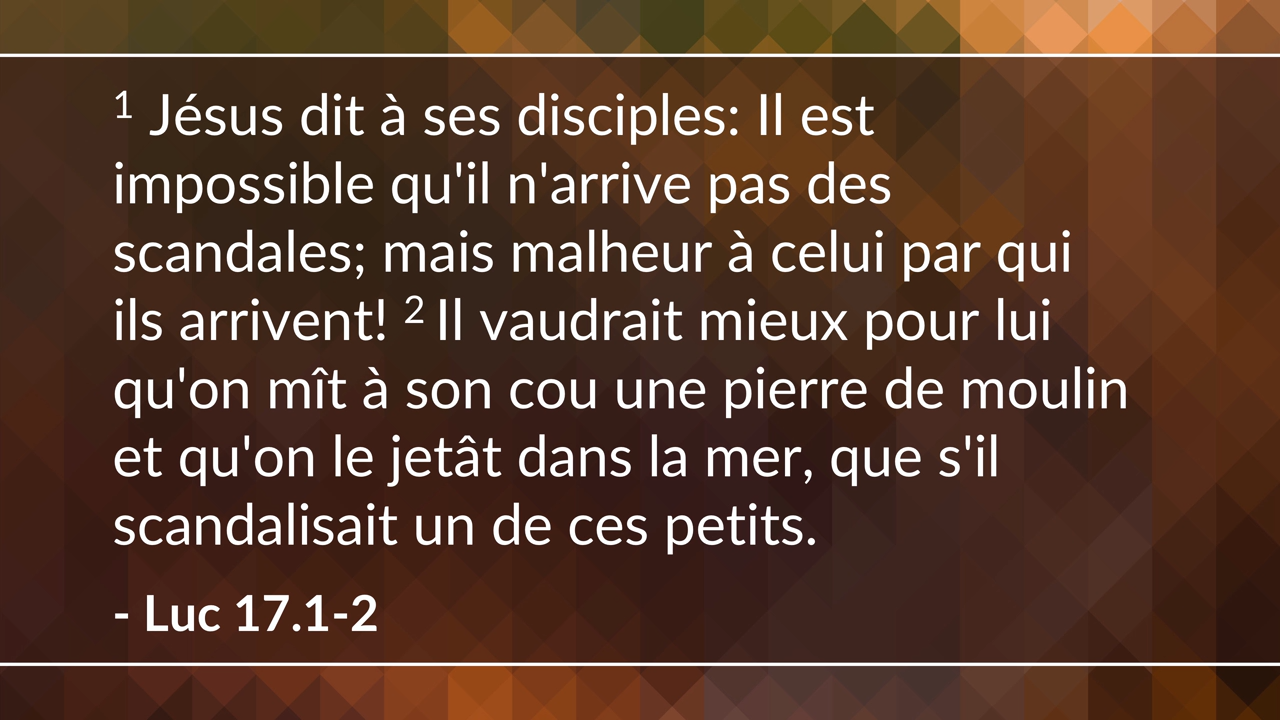 1 Jésus dit à ses disciples: Il est
impossible qu'il n'arrive pas des
scandales; mais malheur à celui par qui
ils arrivent! 2 Il vaudrait mieux pour lui
qu'on mît à son cou une pierre de moulin
et qu'on le jetât dans la mer, que s'il
scandalisait un de ces petits.
- Luc 17.1-2